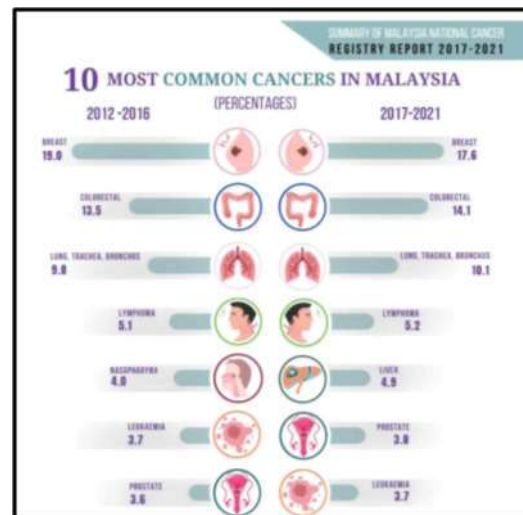 SUMMARY OF MALAYSIA NATIONAL CANCER
REGISTRY REPORT 2017-2021
10 MOST COMMON CANCERS IN MALAYSIA
(PERCENTAGES)
2012 -2016
2017-2021
BREAST
19.0
BREAST
17.6
COLORECTAL
13.5
COLORECTAL
14.1
LUNG, TRACHEA, BRONCHUS
9.8
LUNG, TRACHEA, BRONCHUS
10.1
LYMPHOMA
5.1
LYMPHOMA
5.2
4.0
LIVER
4.9
LEUKAEMIA
3.7
PROSTATE
3.8
PROSTATE
3.6
LEUKAEMIA
3.7